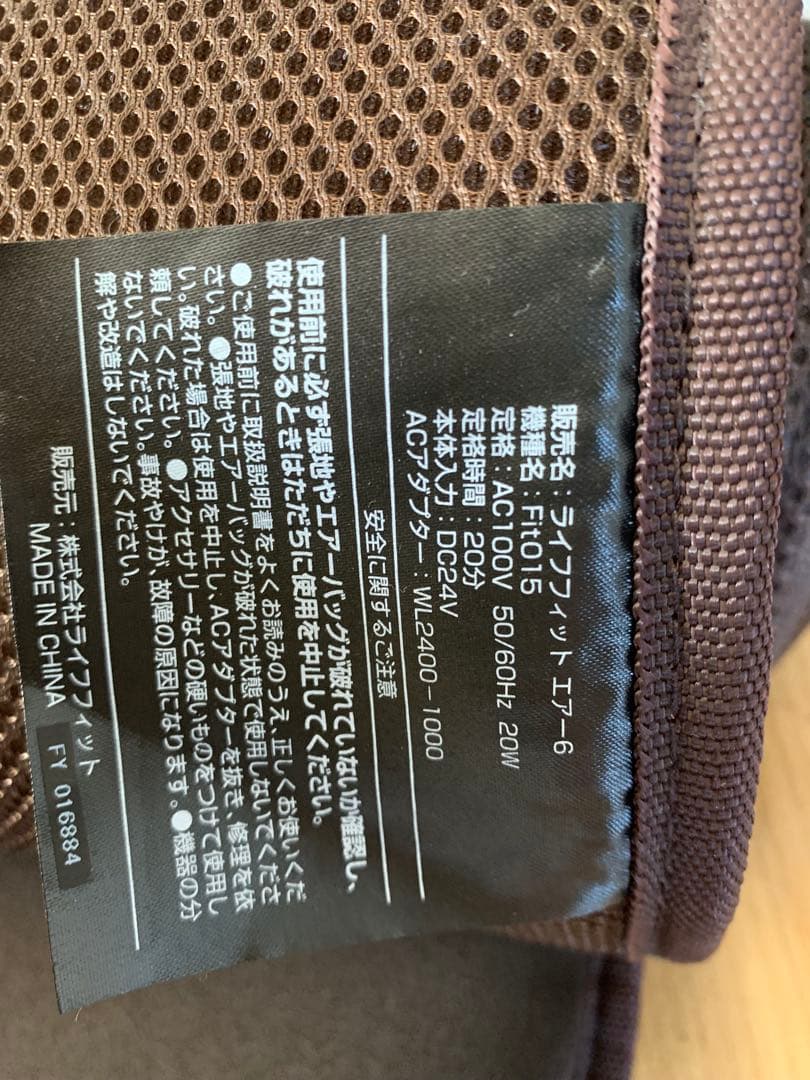 販売名：ライフフィット エアー6
機種名：Fit015
定格：AC100V 50/60Hz 20W
定格時間：20分
本体入力：DC24V
ACアダプター：WL2400-1000
安全に関するご注意
使用前に必ず張地やエアーバッグが破れていないか確認し、
破れがあるときはただちに使用を中止してください。
●ご使用前に取扱説明書をよくお読みのうえ、正しくお使いくだ
さい。●張地やエアーバッグが破れた状態で使用しないでくださ
い。破れた場合は使用を中止し、ACアダプターを抜き、修理を依
頼してください。●アクセサリーなどの硬いものをつけて使用し
ないでください。事故やけが、故障の原因になります。●機器の分
解や改造はしないでください。
販売元：株式会社ライフフィット
MADE IN CHINA FY 016884